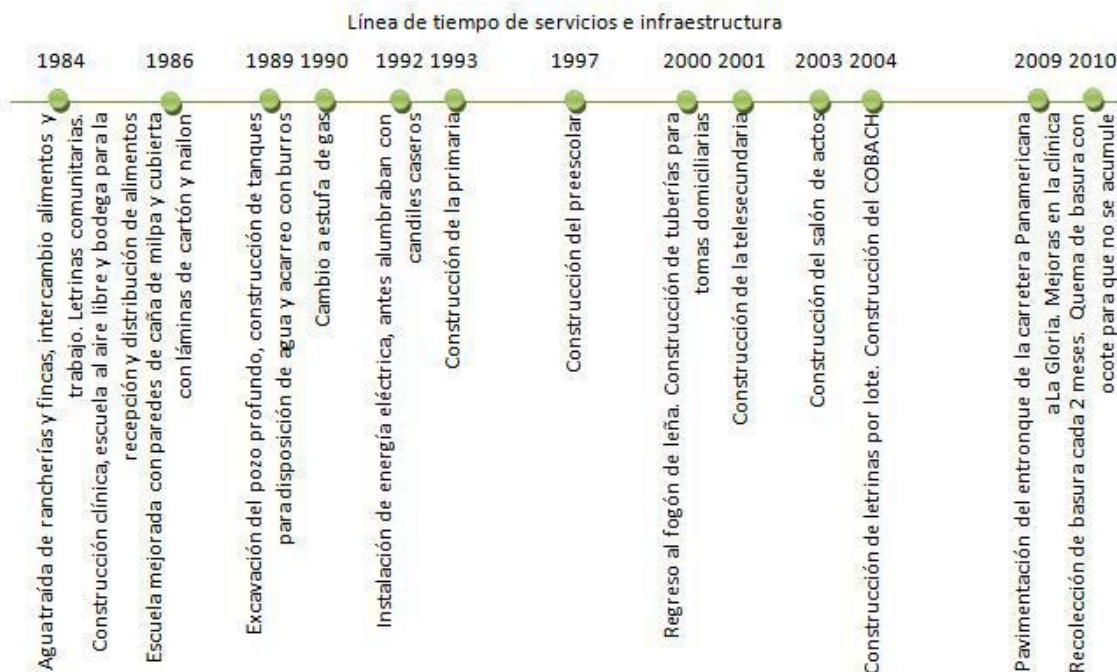 Línea de tiempo de servicios e infraestructura
1984 1986 1989 1990 1992 1993 1997 2000 2001 2003 2004 2009 2010
Agua traída de rancherías y fincas, intercambio alimentos y
trabajo. Letrinas comunitarias.
Construcción clínica, escuela al aire libre y bodega para la
recepción y distribución de alimentos
Escuela mejorada con paredes de caña de milpa y cubierta
con láminas de cartón y nailon
Excavación del pozo profundo, construcción de tanques
para disposición de agua y acarreo con burros
Cambio a estufa de gas
Instalación de energía eléctrica, antes alumbraban con
candiles caseros
Construcción de la primaria
Construcción del preescolar
Regreso al fogón de leña. Construcción de tuberías para
tomas domiciliarias
Construcción de la telesecundaria
Construcción del salón de actos
Construcción de letrinas por lote. Construcción del COBACH
Pavimentación del entronque de la carretera Panamericana
a La Gloria. Mejoras en la clínica
Recolección de basura cada 2 meses. Quema de basura con
ocote para que no se acumule